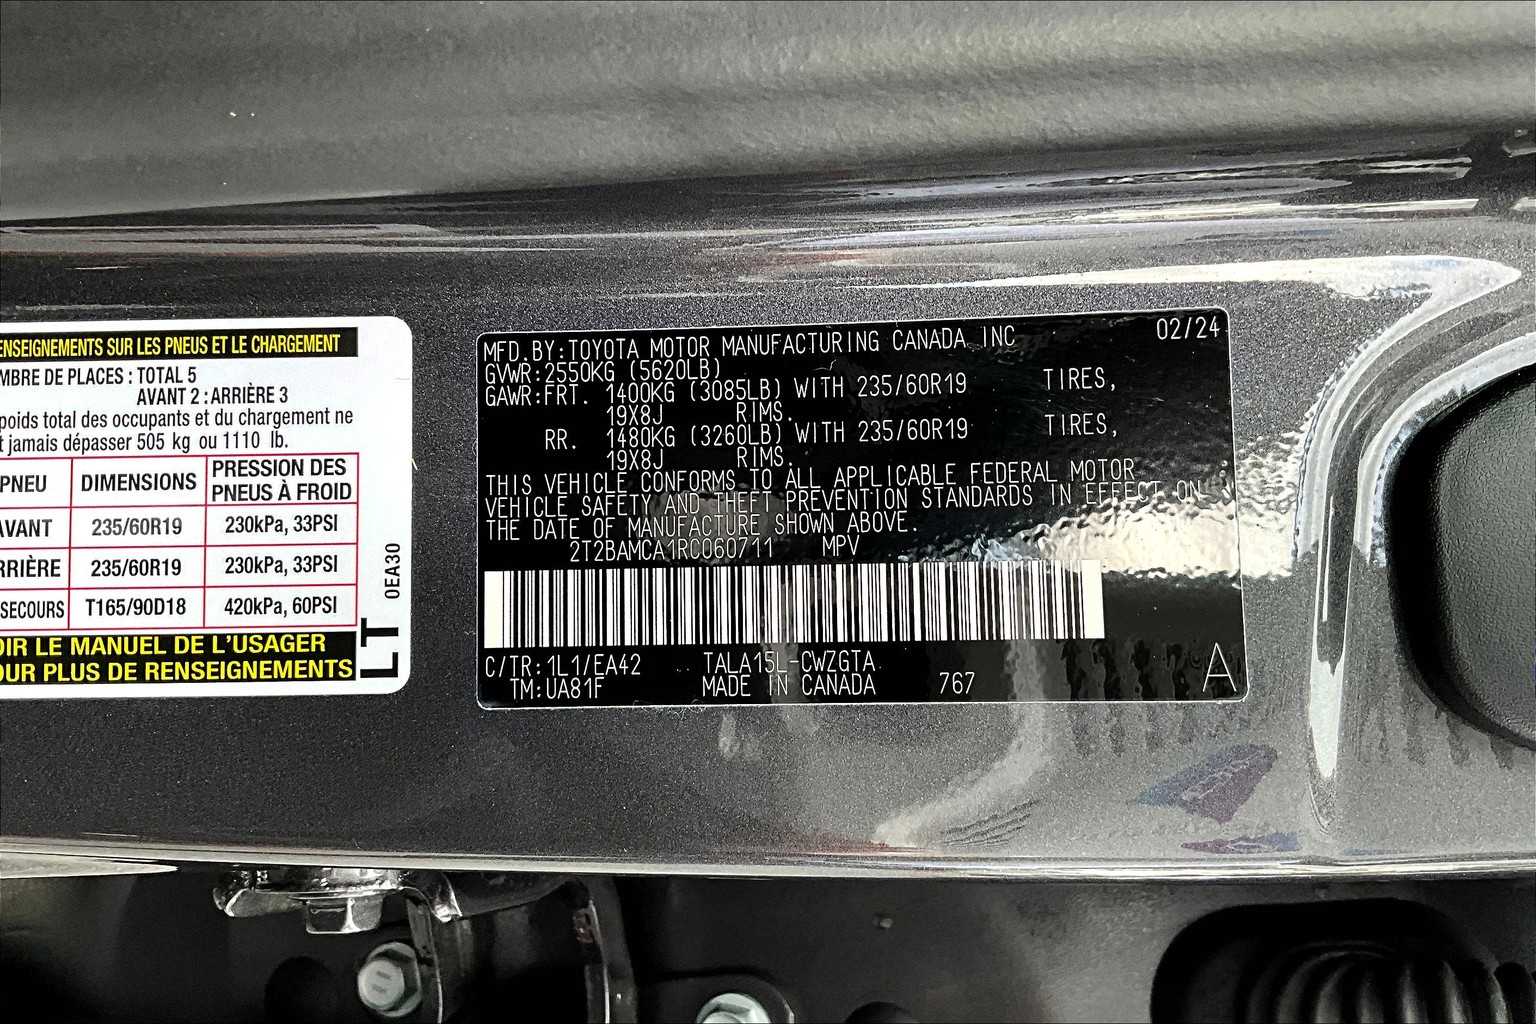 ENSEIGNEMENTS SUR LES PNEUS ET LE CHARGEMENT
MBRE DE PLACES : TOTAL 5
AVANT 2 : ARRIÈRE 3
poids total des occupants et du chargement ne
t jamais dépasser 505 kg ou 1110 lb.
PNEU DIMENSIONS PRESSION DES PNEUS À FROID
AVANT 235/60R19 230kPa, 33PSI
RRIÈRE 235/60R19 230kPa, 33PSI
SECOURS T165/90D18 420kPa, 60PSI
OIR LE MANUEL DE L'USAGER
OUR PLUS DE RENSEIGNEMENTS
LT
0EA30
MFD.BY:TOYOTA MOTOR MANUFACTURING CANADA INC 02/24
GVWR:2550KG (5620LB)
GAWR:FRT. 1400KG (3085LB) WITH 235/60R19 TIRES,
19X8J RIMS.
RR. 1480KG (3260LB) WITH 235/60R19 TIRES,
19X8J RIMS.
THIS VEHICLE CONFORMS TO ALL APPLICABLE FEDERAL MOTOR
VEHICLE SAFETY AND THEFT PREVENTION STANDARDS IN EFFECT ON
THE DATE OF MANUFACTURE SHOWN ABOVE.
2T2BAMCA1RC060711 MPV
C/TR:1L1/EA42 TALA15L-CWZGTA
TM:UA81F MADE IN CANADA 767 A